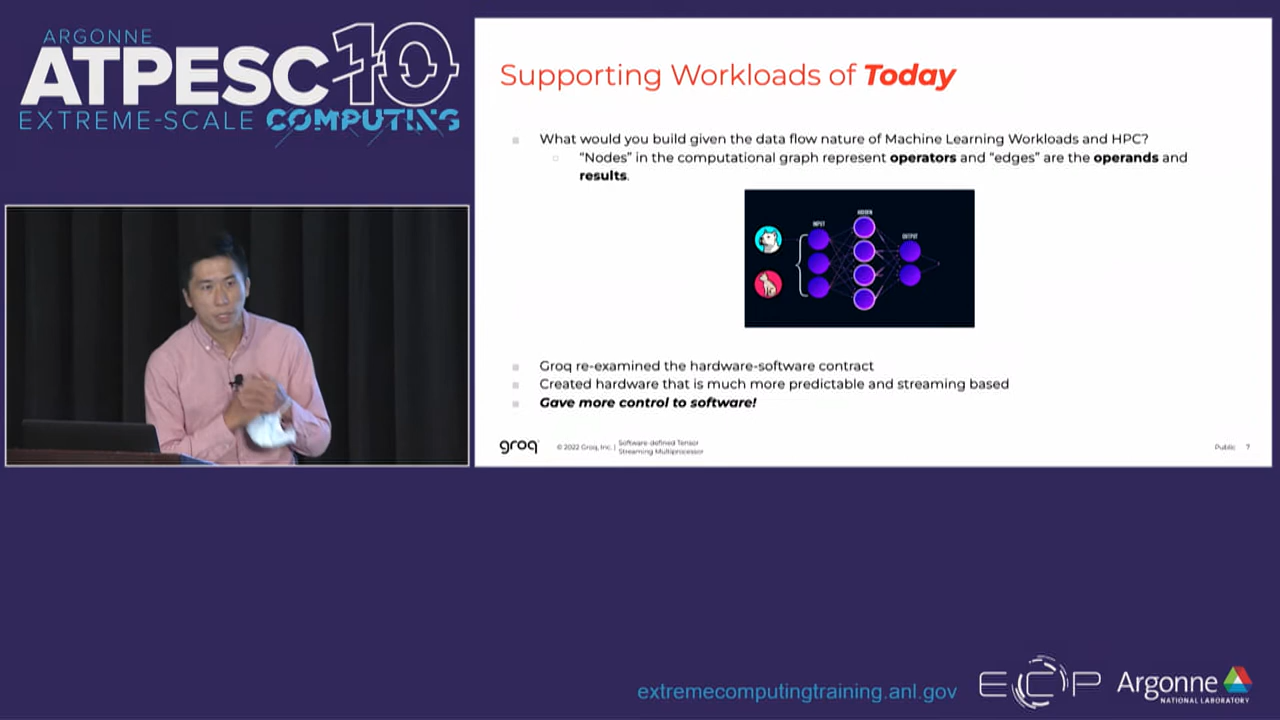 ARGONNE
ATPESC10
EXTREME-SCALE COMPUTING
Supporting Workloads of Today
What would you build given the data flow nature of Machine Learning Workloads and HPC?
"Nodes" in the computational graph represent operators and "edges" are the operands and
results.
INPUT
HIDDEN
OUTPUT
Groq re-examined the hardware-software contract
Created hardware that is much more predictable and streaming based
Gave more control to software!
groq
© 2022 Groq, Inc. | Software-defined Tensor
Streaming Multiprocessor
Public 7
extremecomputingtraining.anl.gov
ECP
Argonne
NATIONAL LABORATORY